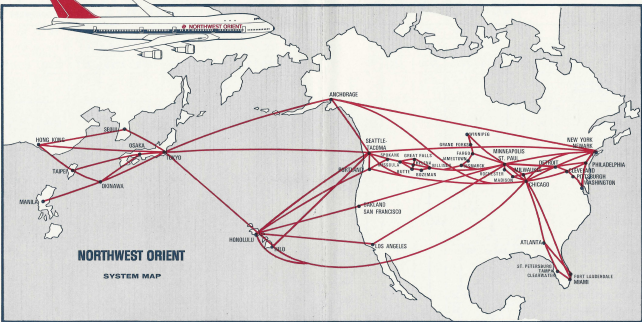 NORTHWEST ORIENT
ANCHORAGE
WINNIPEG
SEOUL
HONG KONG
OSAKA
TOKYO
TAIPEI
OKINAWA
MANILA
SEATTLE-
TACOMA
PORTLAND
SPOKANE
GREAT FALLS
HELENA
BUTTE
BOZEMAN
BILLINGS
GRAND FORKS
FARGO
JAMESTOWN
BISMARCK
MINNEAPOLIS
ST. PAUL
ROCHESTER
MADISON
MILWAUKEE
CHICAGO
DETROIT
NEW YORK
NEWARK
PHILADELPHIA
CLEVELAND
PITTSBURGH
WASHINGTON
OAKLAND
SAN FRANCISCO
LOS ANGELES
HONOLULU
HILO
ATLANTA
ST. PETERSBURG
TAMPA
CLEARWATER
FORT LAUDERDALE
MIAMI
NORTHWEST ORIENT
SYSTEM MAP